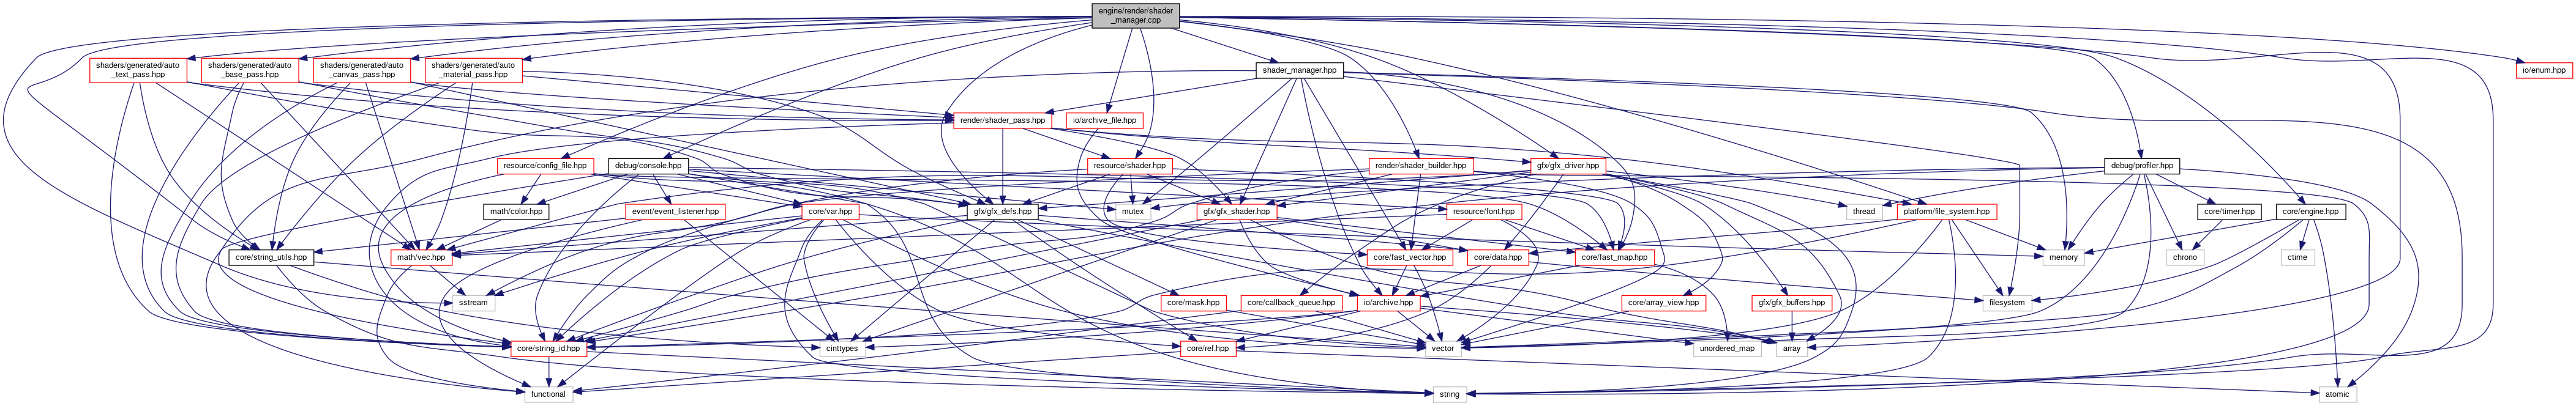 engine/render/shader
_manager.cpp
shaders/generated/auto
_text_pass.hpp
shaders/generated/auto
_base_pass.hpp
shaders/generated/auto
_canvas_pass.hpp
shaders/generated/auto
_material_pass.hpp
shader_manager.hpp
io/enum.hpp
render/shader_pass.hpp
io/archive_file.hpp
resource/config_file.hpp
debug/console.hpp
resource/shader.hpp
render/shader_builder.hpp
gfx/gfx_driver.hpp
debug/profiler.hpp
math/color.hpp
event/event_listener.hpp
core/var.hpp
gfx/gfx_defs.hpp
mutex
gfx/gfx_shader.hpp
resource/font.hpp
thread
platform/file_system.hpp
core/timer.hpp
core/engine.hpp
core/string_utils.hpp
math/vec.hpp
core/fast_vector.hpp
core/data.hpp
core/fast_map.hpp
memory
chrono
ctime
sstream
core/mask.hpp
core/callback_queue.hpp
io/archive.hpp
core/array_view.hpp
gfx/gfx_buffers.hpp
filesystem
core/string_id.hpp
cinttypes
core/ref.hpp
vector
unordered_map
array
functional
string
atomic